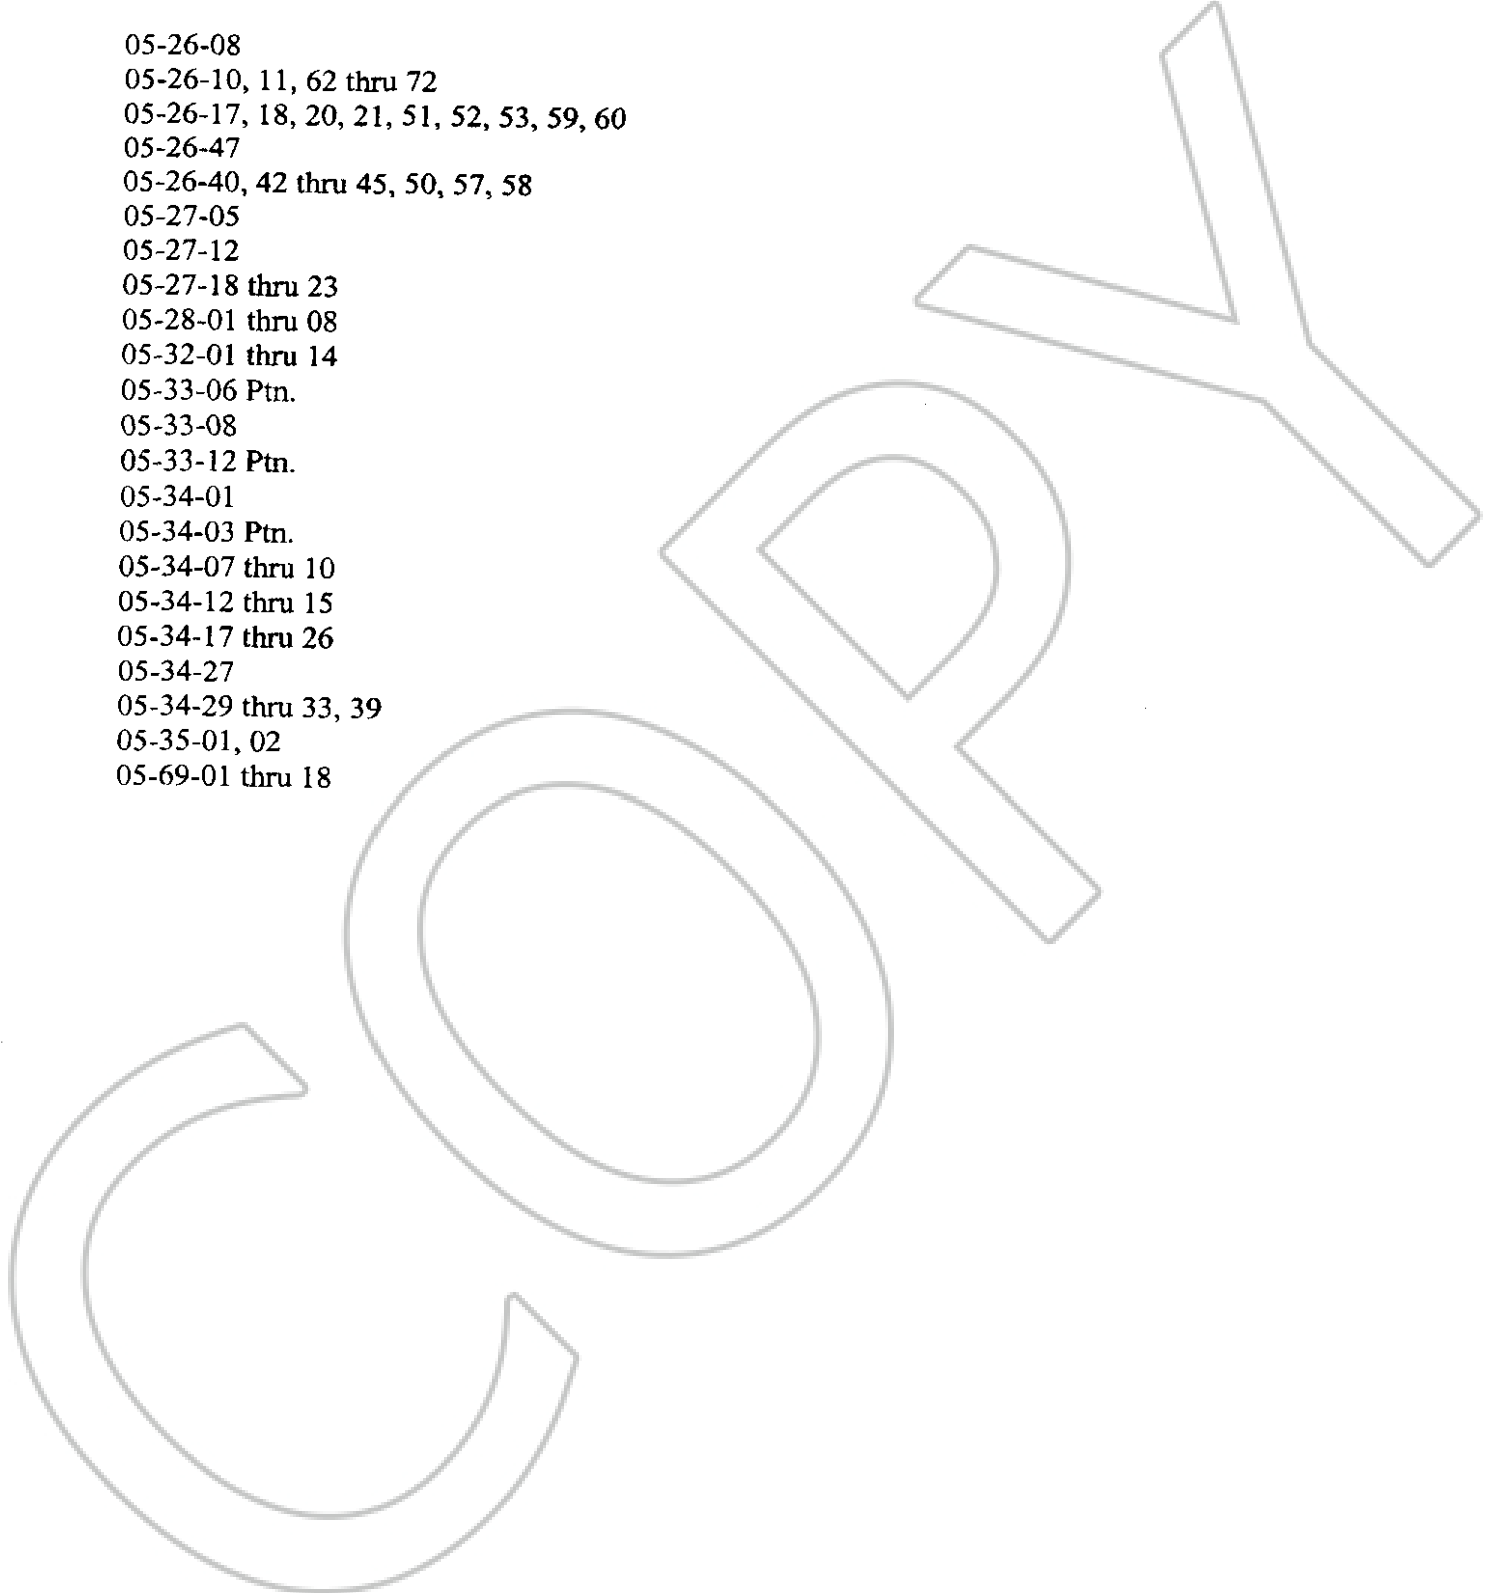 05-26-08
05-26-10, 11, 62 thru 72
05-26-17, 18, 20, 21, 51, 52, 53, 59, 60
05-26-47
05-26-40, 42 thru 45, 50, 57, 58
05-27-05
05-27-12
05-27-18 thru 23
05-28-01 thru 08
05-32-01 thru 14
05-33-06 Ptn.
05-33-08
05-33-12 Ptn.
05-34-01
05-34-03 Ptn.
05-34-07 thru 10
05-34-12 thru 15
05-34-17 thru 26
05-34-27
05-34-29 thru 33, 39
05-35-01, 02
05-69-01 thru 18
COPY